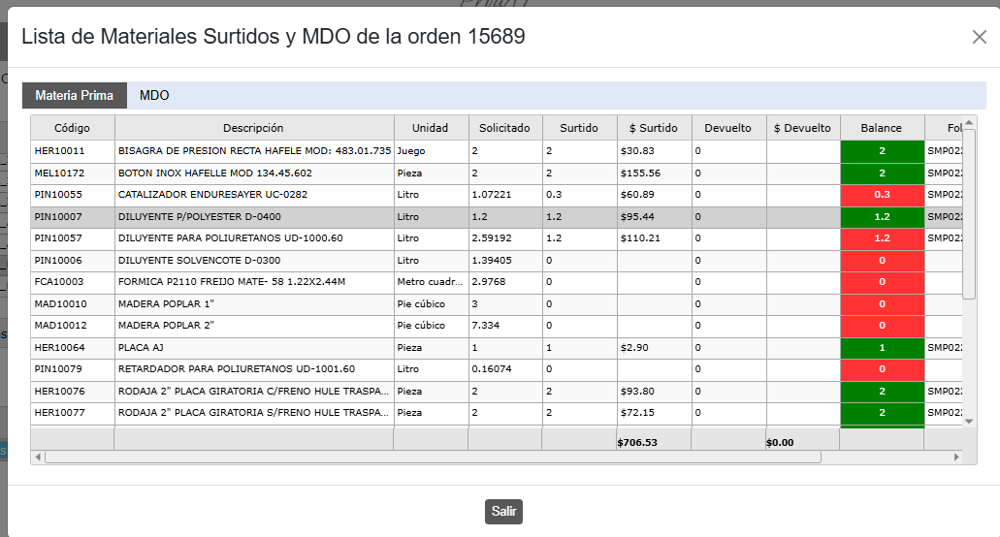 Lista de Materiales Surtidos y MDO de la orden 15689
Materia Prima MDO
Código Descripción Unidad Solicitado Surtido $ Surtido Devuelto $ Devuelto Balance Fol
HER10011 BISAGRA DE PRESION RECTA HAFELE MOD: 483.01.735 Juego 2 2 $30.83 0 2 SMP022
MEL10172 BOTON INOX HAFELLE MOD 134.45.602 Pieza 2 2 $155.56 0 2 SMP022
PIN10055 CATALIZADOR ENDURESAYER UC-0282 Litro 1.07221 0.3 $60.89 0 0.3 SMP022
PIN10007 DILUYENTE P/POLYESTER D-0400 Litro 1.2 1.2 $95.44 0 1.2 SMP022
PIN10057 DILUYENTE PARA POLIURETANOS UD-1000.60 Litro 2.59192 1.2 $110.21 0 1.2 SMP022
PIN10006 DILUYENTE SOLVENCOTE D-0300 Litro 1.39405 0 0 0
FCA10003 FORMICA P2110 FREIJO MATE- 58 1.22X2.44M Metro cuadr... 2.9768 0 0 0
MAD10010 MADERA POPLAR 1" Pie cúbico 3 0 0 0
MAD10012 MADERA POPLAR 2" Pie cúbico 7.334 0 0 0
HER10064 PLACA AJ Pieza 1 1 $2.90 0 1 SMP022
PIN10079 RETARDADOR PARA POLIURETANOS UD-1001.60 Litro 0.16074 0 0 0
HER10076 RODAJA 2" PLACA GIRATORIA C/FRENO HULE TRASPA... Pieza 2 2 $93.80 0 2 SMP022
HER10077 RODAJA 2" PLACA GIRATORIA S/FRENO HULE TRASPA... Pieza 2 2 $72.15 0 2 SMP022
$706.53 $0.00
Salir